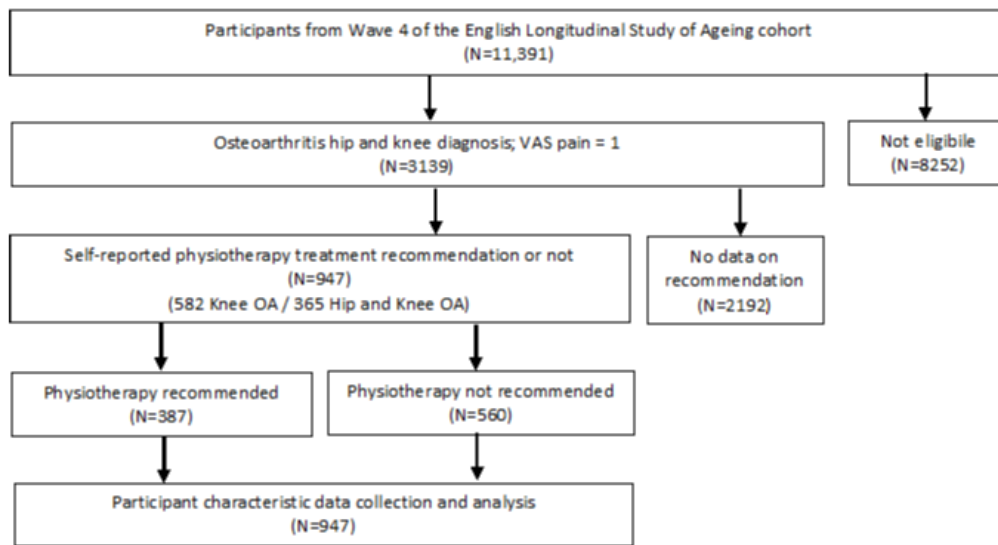 Participants from Wave 4 of the English Longitudinal Study of Ageing cohort
(N=11,391)
Osteoarthritis hip and knee diagnosis; VAS pain = 1
(N=3139)
Not eligibile
(N=8252)
Self-reported physiotherapy treatment recommendation or not
(N=947)
(582 Knee OA / 365 Hip and Knee OA)
No data on
recommendation
(N=2192)
Physiotherapy recommended
(N=387)
Physiotherapy not recommended
(N=560)
Participant characteristic data collection and analysis
(N=947)